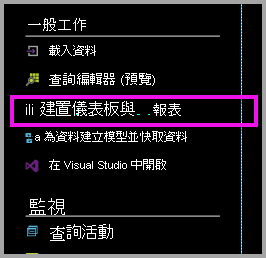 一般工作
載入資料
查詢編輯器 (預覽)
ili 建置儀表板與 . . 報表
a 為資料建立模型並快取資料
在 Visual Studio 中開啟
監視
查詢活動